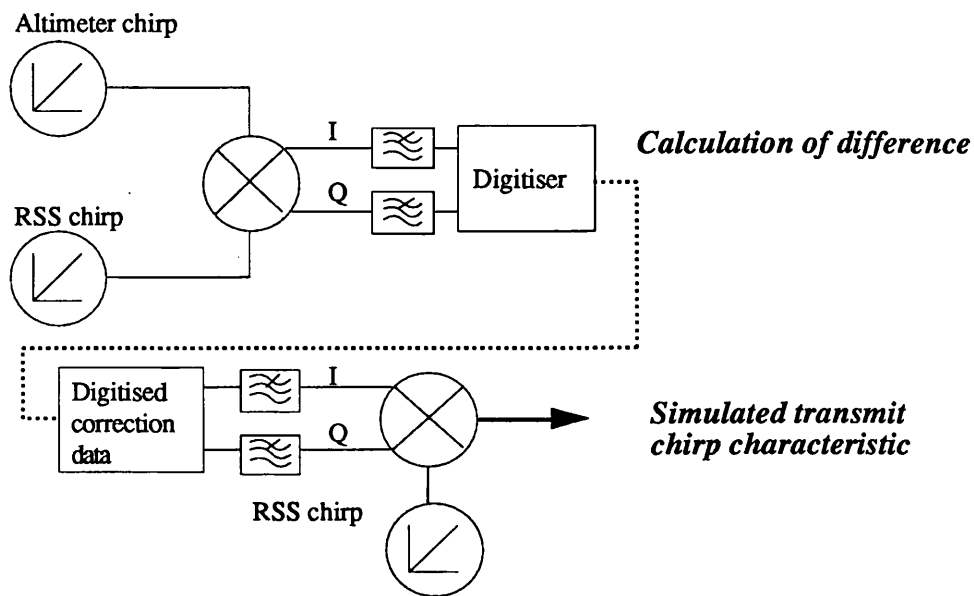 Altimeter chirp
I
Q
Digitiser
Calculation of difference
RSS chirp
Digitised
correction
data
I
Q
Simulated transmit
chirp characteristic
RSS chirp